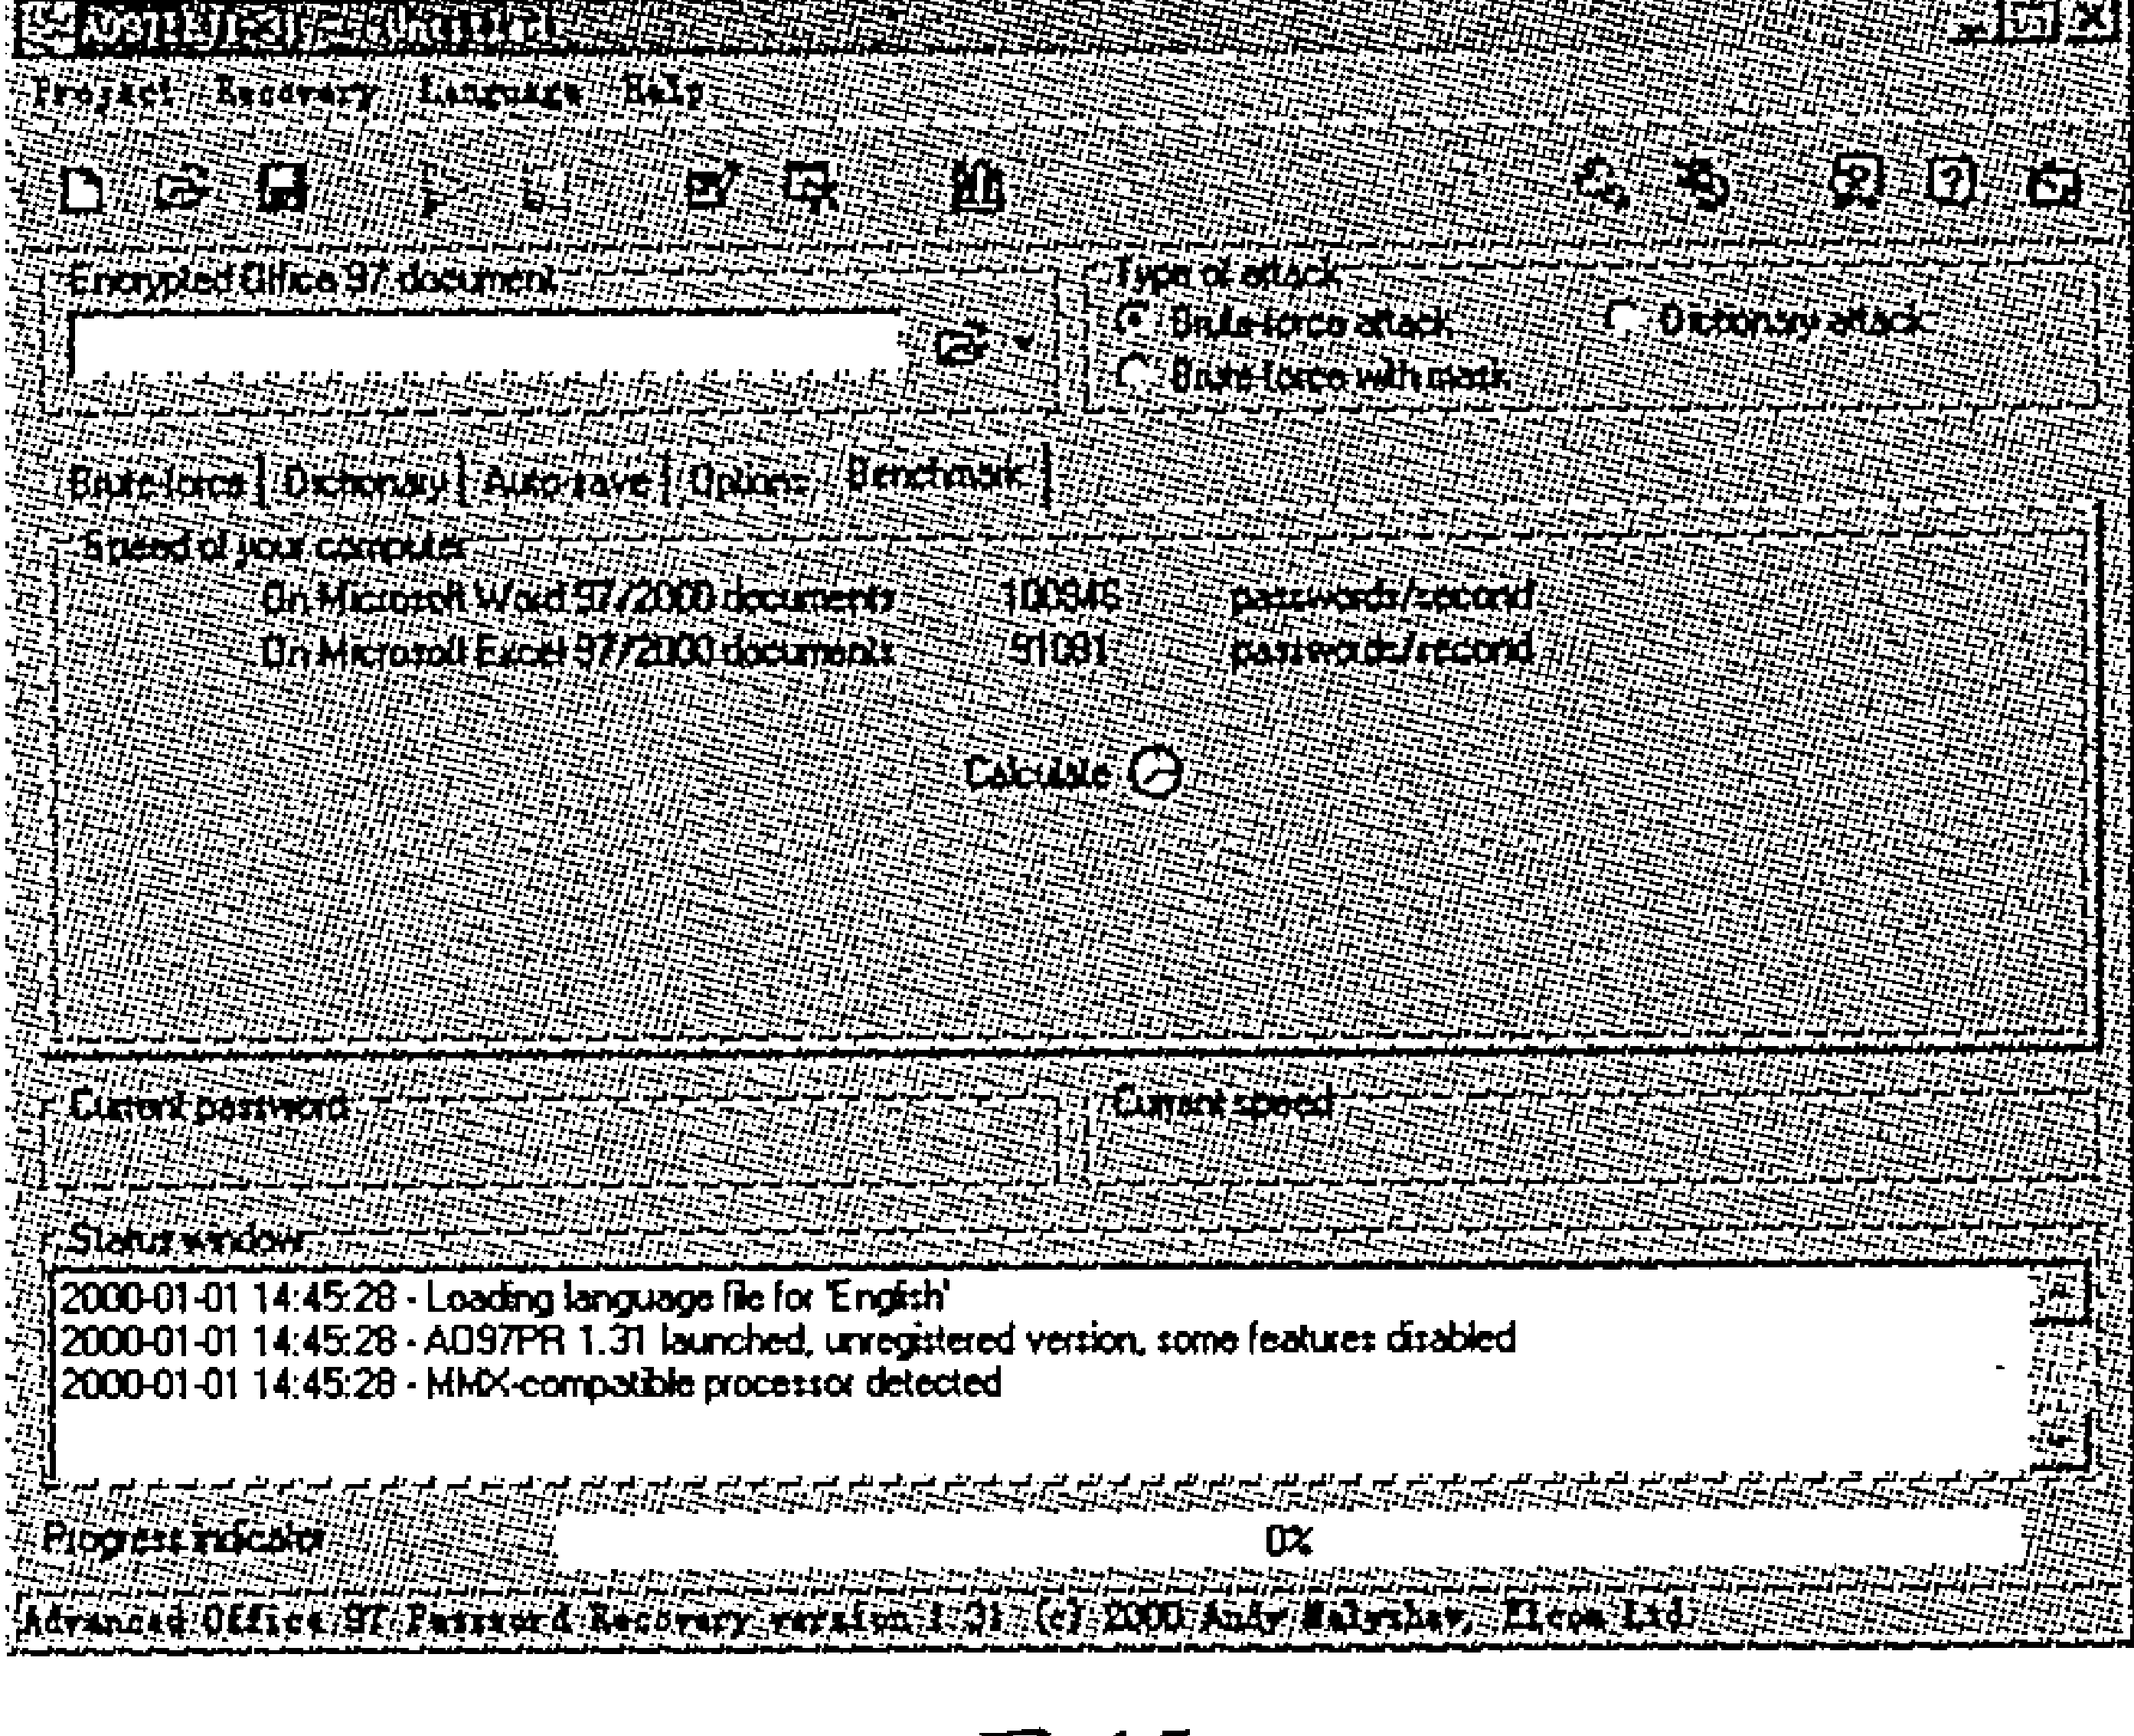 Project Recovery Language Help
Encrypted Office 97 document
Type of attack
Brute-force attack Dictionary attack
Brute-force with mask
Brute-force Dictionary Auto-save Options Benchmark
Speed of your computer
On Microsoft Word 97/2000 documents passwords/second
On Microsoft Excel 97/2000 documents passwords/second
Calculate
Current password Current speed
Status window
2000-01-01 14:45:28 - Loading language file for 'English'
2000-01-01 14:45:28 - AO97PR 1.31 launched, unregistered version, some features disabled
2000-01-01 14:45:28 - MMX-compatible processor detected
Progress indicator 0%
Advanced Office 97 Password Recovery version 1.31 (c) 2000 Andy Malyshev, Elcom Ltd.